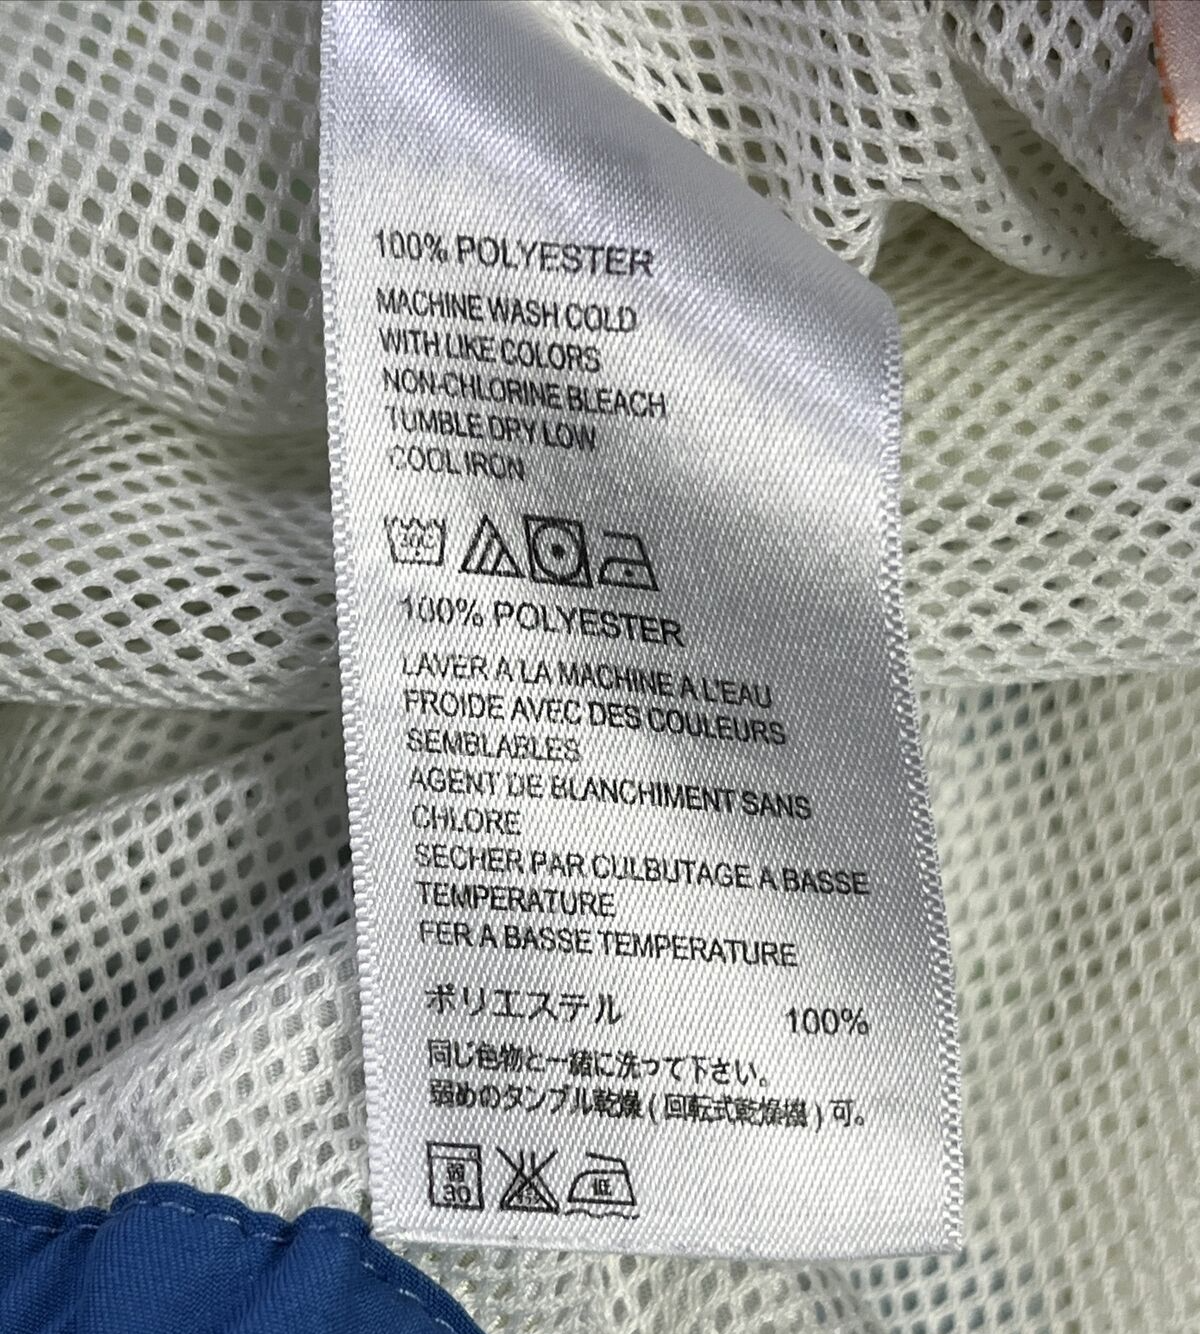 100% POLYESTER
MACHINE WASH COLD
WITH LIKE COLORS
NON-CHLORINE BLEACH
TUMBLE DRY LOW
COOL IRON
30C
100% POLYESTER
LAVER A LA MACHINE A L'EAU
FROIDE AVEC DES COULEURS
SEMBLABLES
AGENT DE BLANCHIMENT SANS
CHLORE
SECHER PAR CULBUTAGE A BASSE
TEMPERATURE
FER A BASSE TEMPERATURE
ポリエステル 100%
同じ色物と一緒に洗って下さい。
弱めのタンブル乾燥 ( 回転式乾燥機 ) 可。
弱
30
低